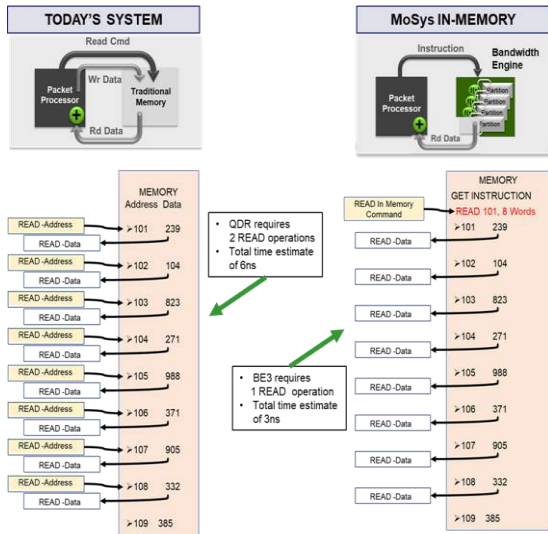 TODAY'S SYSTEM
Read Cmd
Wr Data
Packet
Processor
Traditional
Memory
Rd Data
MEMORY
Address Data
READ -Address
➢101 239
READ -Data
READ -Address
➢102 104
READ -Data
READ -Address
➢103 823
READ -Data
READ -Address
➢104 271
READ -Data
READ -Address
➢105 988
READ -Data
READ -Address
➢106 371
READ -Data
READ -Address
➢107 905
READ -Data
READ -Address
➢108 332
READ -Data
➢109 385
• QDR requires
2 READ operations
• Total time estimate
of 6ns
• BE3 requires
1 READ operation
• Total time estimate
of 3ns
MoSys IN-MEMORY
Instruction
Bandwidth
Engine
Packet
Processor
Partition
Partition
Partition
Partition
Rd Data
MEMORY
GET INSTRUCTION
READ In Memory
Command
READ 101, 8 Words
➢101 239
READ -Data
➢102 104
READ -Data
➢103 823
READ -Data
➢104 271
READ -Data
➢105 988
READ -Data
➢106 371
READ -Data
➢107 905
READ -Data
➢108 332
READ -Data
➢109 385